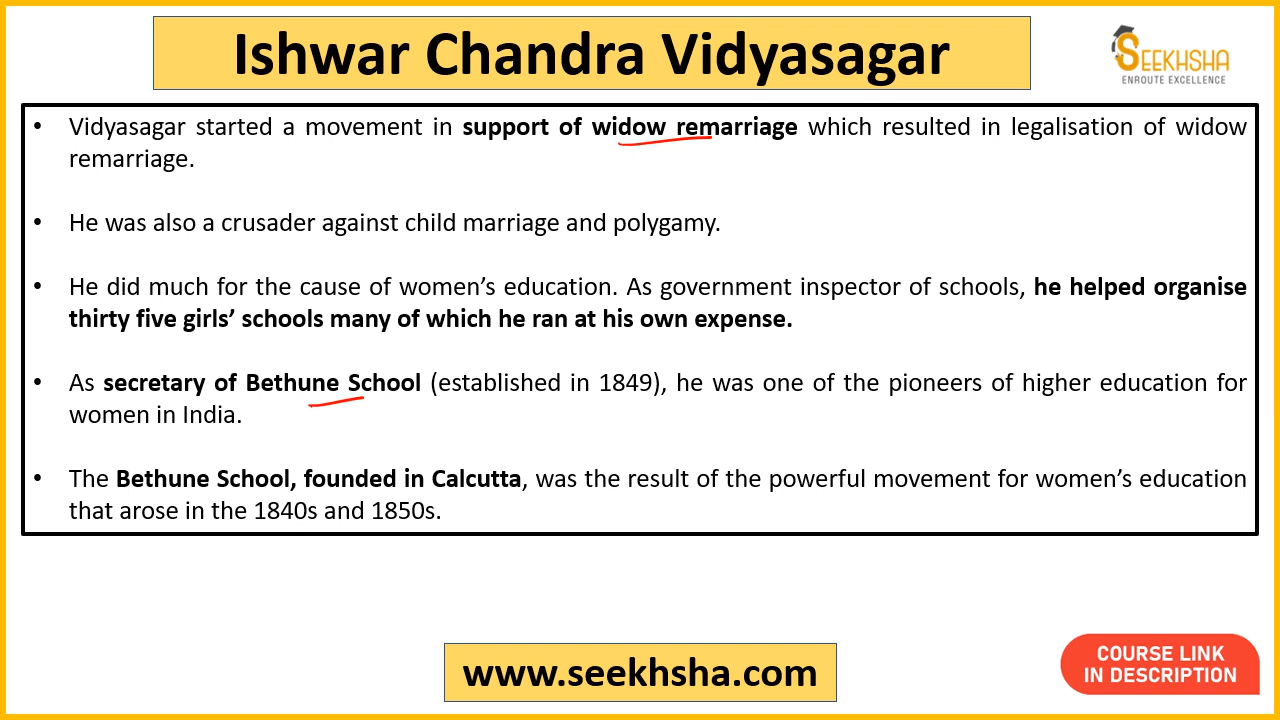 Ishwar Chandra Vidyasagar
SEEKHSHA
ENROUTE EXCELLENCE
• Vidyasagar started a movement in support of widow remarriage which resulted in legalisation of widow
remarriage.
• He was also a crusader against child marriage and polygamy.
• He did much for the cause of women’s education. As government inspector of schools, he helped organise
thirty five girls’ schools many of which he ran at his own expense.
• As secretary of Bethune School (established in 1849), he was one of the pioneers of higher education for
women in India.
• The Bethune School, founded in Calcutta, was the result of the powerful movement for women’s education
that arose in the 1840s and 1850s.
www.seekhsha.com
COURSE LINK
IN DESCRIPTION